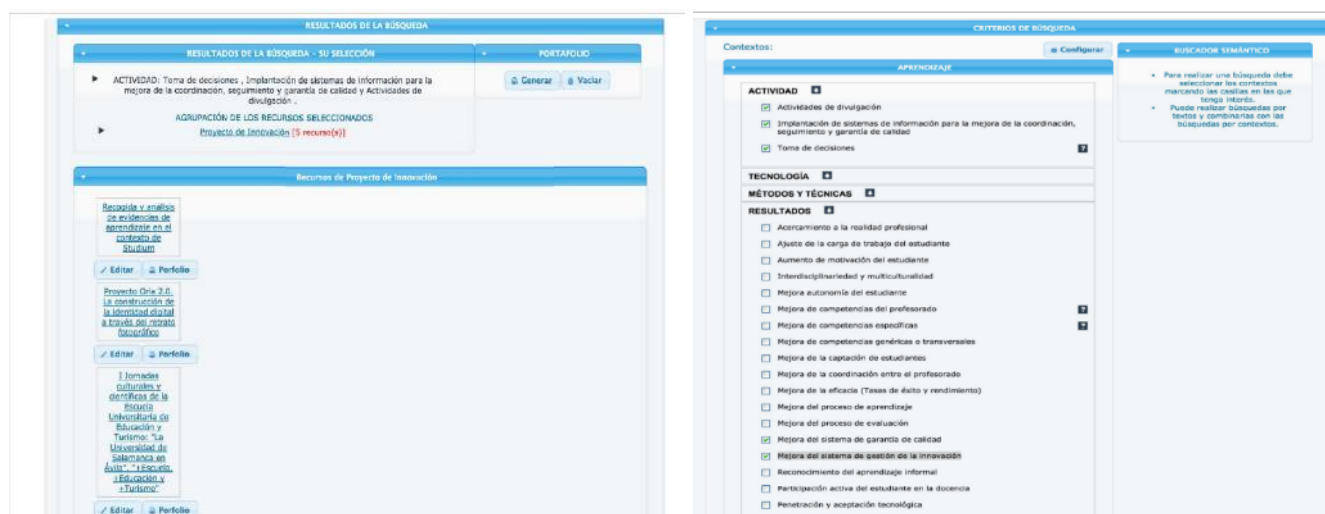 RESULTADOS DE LA BÚSQUEDA
RESULTADOS DE LA BÚSQUEDA - SU SELECCIÓN
ACTIVIDAD: Toma de decisiones , Implantación de sistemas de información para la
mejora de la coordinación, seguimiento y garantía de calidad y Actividades de
divulgación .
AGRUPACIÓN DE LOS RECURSOS SELECCIONADOS
Proyecto de Innovación [5 recurso(s)]
PORTAFOLIO
Generar
Vaciar
Recursos de Proyecto de Innovación
Recogida y análisis
de evidencias de
aprendizaje en el
contexto de
Studium
Editar
Porfolio
Proyecto Orie 2.0.
La construcción de
la identidad digital
a través del retrato
fotográfico
Editar
Porfolio
I Jornadas
culturales y
científicas de la
Escuela
Universitaria de
Educación y
Turismo: "La
Universidad de
Salamanca en
Ávila". "+Escuela,
+Educación y
+Turismo"
Editar
Porfolio
CRITERIOS DE BÚSQUEDA
Contextos:
Configurar
APRENDIZAJE
ACTIVIDAD
Actividades de divulgación
Implantación de sistemas de información para la mejora de la coordinación,
seguimiento y garantía de calidad
Toma de decisiones
?
TECNOLOGÍA
MÉTODOS Y TÉCNICAS
RESULTADOS
Acercamiento a la realidad profesional
Ajuste de la carga de trabajo del estudiante
Aumento de motivación del estudiante
Interdisciplinariedad y multiculturalidad
Mejora autonomía del estudiante
Mejora de competencias del profesorado
?
Mejora de competencias específicas
?
Mejora de competencias genéricas o transversales
Mejora de la captación de estudiantes
Mejora de la coordinación entre el profesorado
Mejora de la eficacia (Tasas de éxito y rendimiento)
Mejora del proceso de aprendizaje
Mejora del proceso de evaluación
Mejora del sistema de garantía de calidad
Mejora del sistema de gestión de la innovación
Reconocimiento del aprendizaje informal
Participación activa del estudiante en la docencia
Penetración y aceptación tecnológica
BUSCADOR SEMÁNTICO
• Para realizar una búsqueda debe
seleccionar los contextos
marcando las casillas en las que
tenga interés.
• Puede realizar búsquedas por
textos y combinarlas con las
búsquedas por contextos.